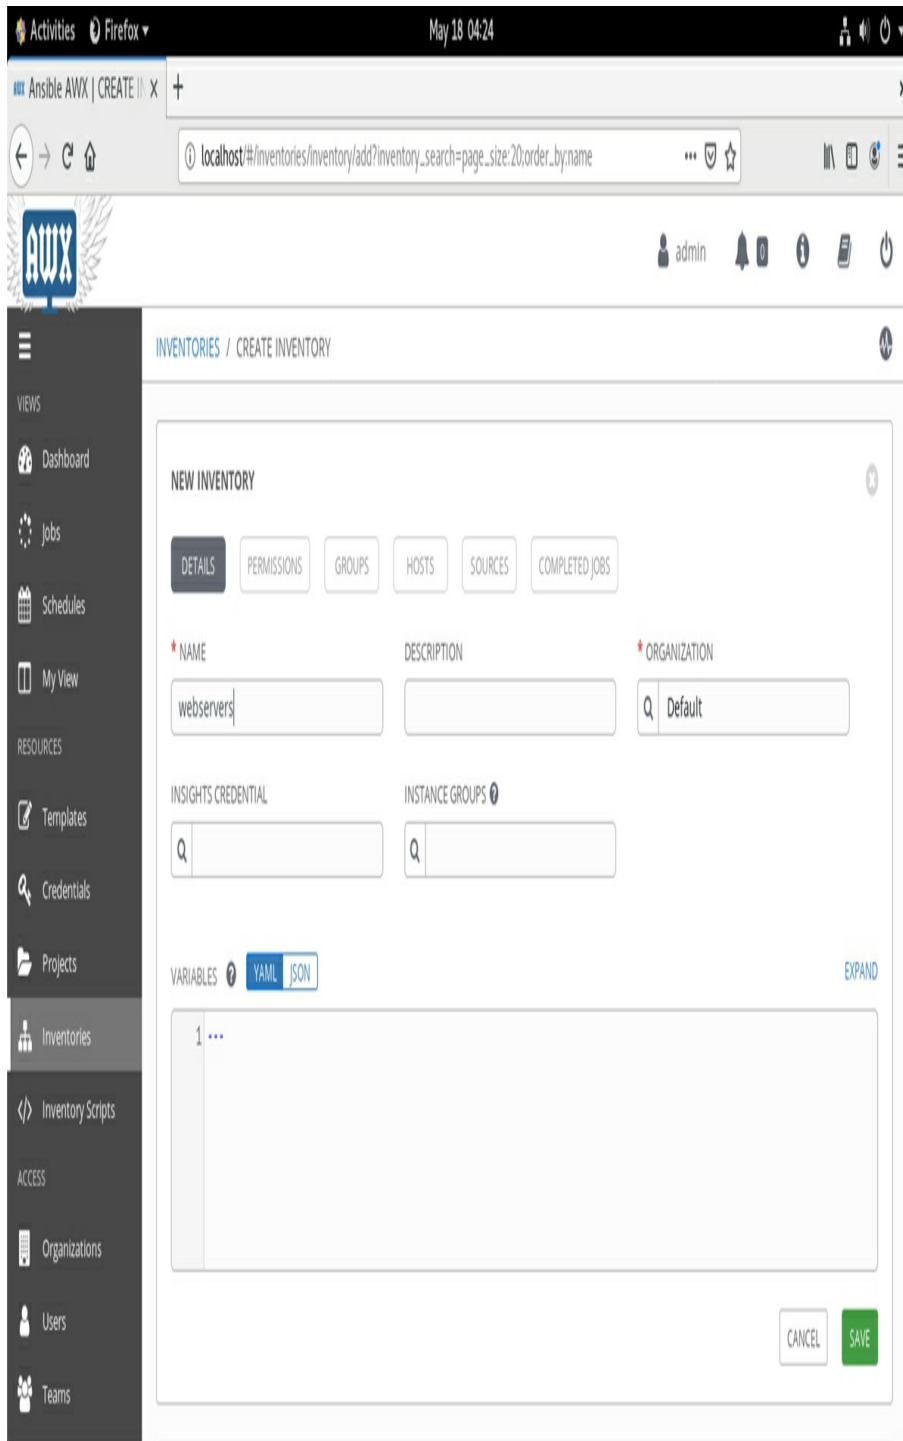 Activities Firefox May 18 04:24
Ansible AWX | CREATE
localhost/#/inventories/inventory/add?inventory_search=page_size:20;order_by:name
AWX
admin 0
INVENTORIES / CREATE INVENTORY
VIEWS
Dashboard
Jobs
Schedules
My View
RESOURCES
Templates
Credentials
Projects
Inventories
Inventory Scripts
ACCESS
Organizations
Users
Teams
NEW INVENTORY
DETAILS PERMISSIONS GROUPS HOSTS SOURCES COMPLETED JOBS
* NAME DESCRIPTION * ORGANIZATION
webservers Default
INSIGHTS CREDENTIAL INSTANCE GROUPS
VARIABLES YAML JSON EXPAND
1 ---
CANCEL SAVE